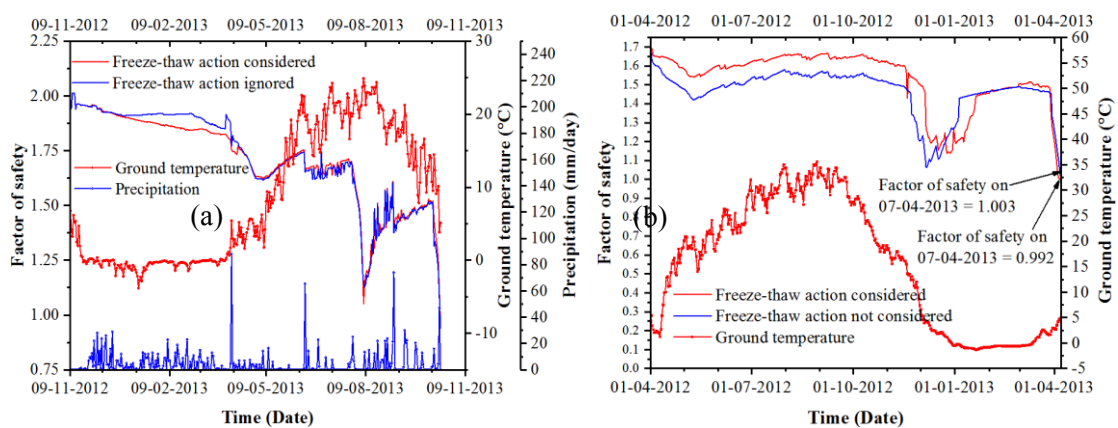 09-11-2012 09-02-2013 09-05-2013 09-08-2013 09-11-2013
2.25
2.00
1.75
1.50
1.25
1.00
0.75
Factor of safety
Freeze-thaw action considered
Freeze-thaw action ignored
Ground temperature
Precipitation
(a)
30
20
10
0
-10
Ground temperature (°C)
240
220
200
180
160
140
120
100
80
60
40
20
0
Precipitation (mm/day)
09-11-2012 09-02-2013 09-05-2013 09-08-2013 09-11-2013
Time (Date)
01-04-2012 01-07-2012 01-10-2012 01-01-2013 01-04-2013
1.7
1.6
1.5
1.4
1.3
1.2
1.1
1.0
0.9
0.8
0.7
0.6
0.5
0.4
0.3
0.2
0.1
0.0
Factor of safety
(b)
Factor of safety on
07-04-2013 = 1.003
Factor of safety on
07-04-2013 = 0.992
Freeze-thaw action considered
Freeze-thaw action not considered
Ground temperature
60
55
50
45
40
35
30
25
20
15
10
5
0
-5
Ground temperature (°C)
01-04-2012 01-07-2012 01-10-2012 01-01-2013 01-04-2013
Time (Date)